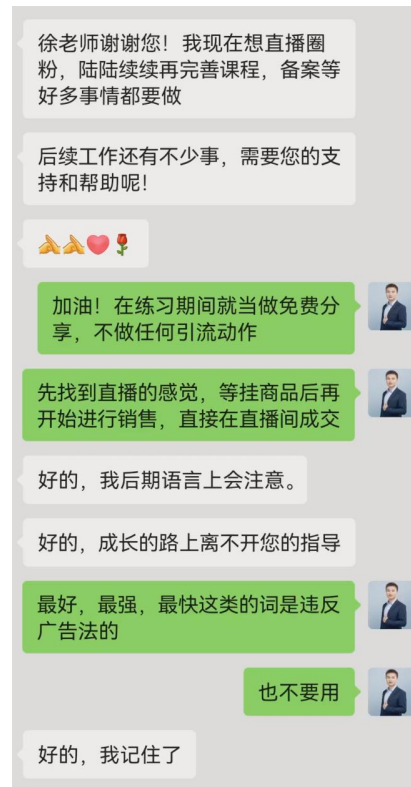 徐老师谢谢您！我现在想直播圈
粉，陆陆续续再完善课程，备案等
好多事情都要做
后续工作还有不少事，需要您的支
持和帮助呢！
加油！在练习期间就当做免费分
享，不做任何引流动作
先找到直播的感觉，等挂商品后再
开始进行销售，直接在直播间成交
好的，我后期语言上会注意。
好的，成长的路上离不开您的指导
最好，最强，最快这类的词是违反
广告法的
也不要用
好的，我记住了